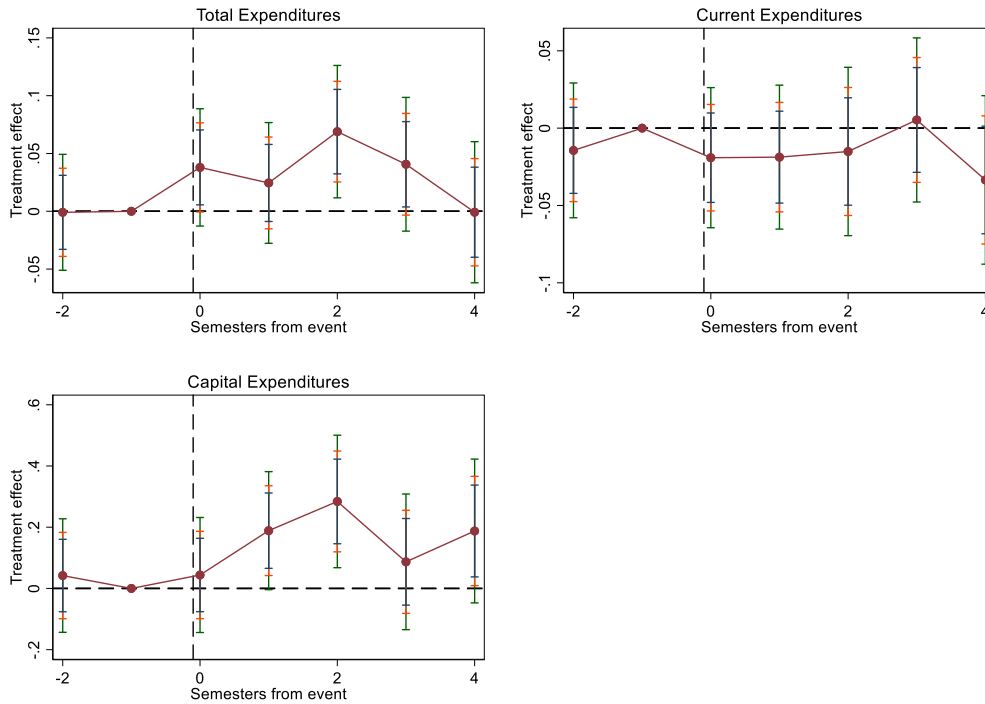 Total Expenditures
.15
.1
.05
0
-.05
Treatment effect
-2 0 2 4
Semesters from event
Current Expenditures
.05
0
-.05
-.1
Treatment effect
-2 0 2 4
Semesters from event
Capital Expenditures
.6
.4
.2
0
-.2
Treatment effect
-2 0 2 4
Semesters from event